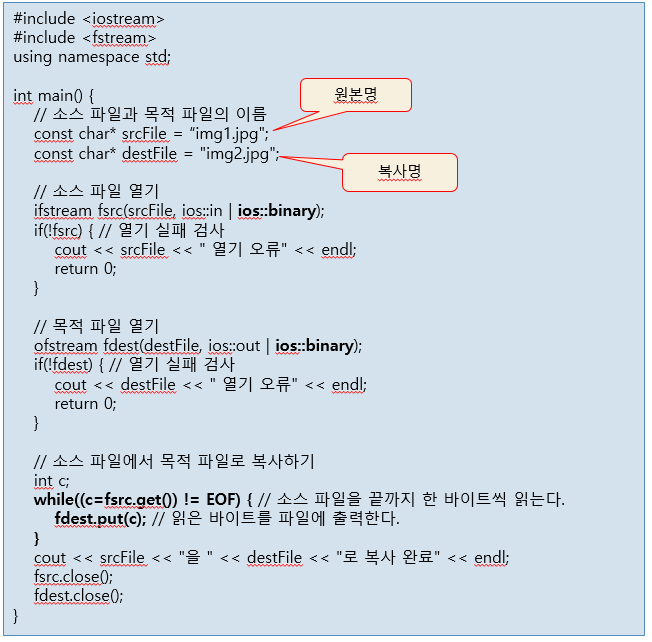 #include <iostream>
#include <fstream>
using namespace std;
int main() {
// 소스 파일과 목적 파일의 이름
const char* srcFile = “img1.jpg";
const char* destFile = "img2.jpg";
원본명
복사명
// 소스 파일 열기
ifstream fsrc(srcFile, ios::in | ios::binary);
if(!fsrc) { // 열기 실패 검사
cout << srcFile << " 열기 오류" << endl;
return 0;
}
// 목적 파일 열기
ofstream fdest(destFile, ios::out | ios::binary);
if(!fdest) { // 열기 실패 검사
cout << destFile << " 열기 오류" << endl;
return 0;
}
// 소스 파일에서 목적 파일로 복사하기
int c;
while((c=fsrc.get()) != EOF) { // 소스 파일을 끝까지 한 바이트씩 읽는다.
fdest.put(c); // 읽은 바이트를 파일에 출력한다.
}
cout << srcFile << "을 " << destFile << "로 복사 완료" << endl;
fsrc.close();
fdest.close();
}